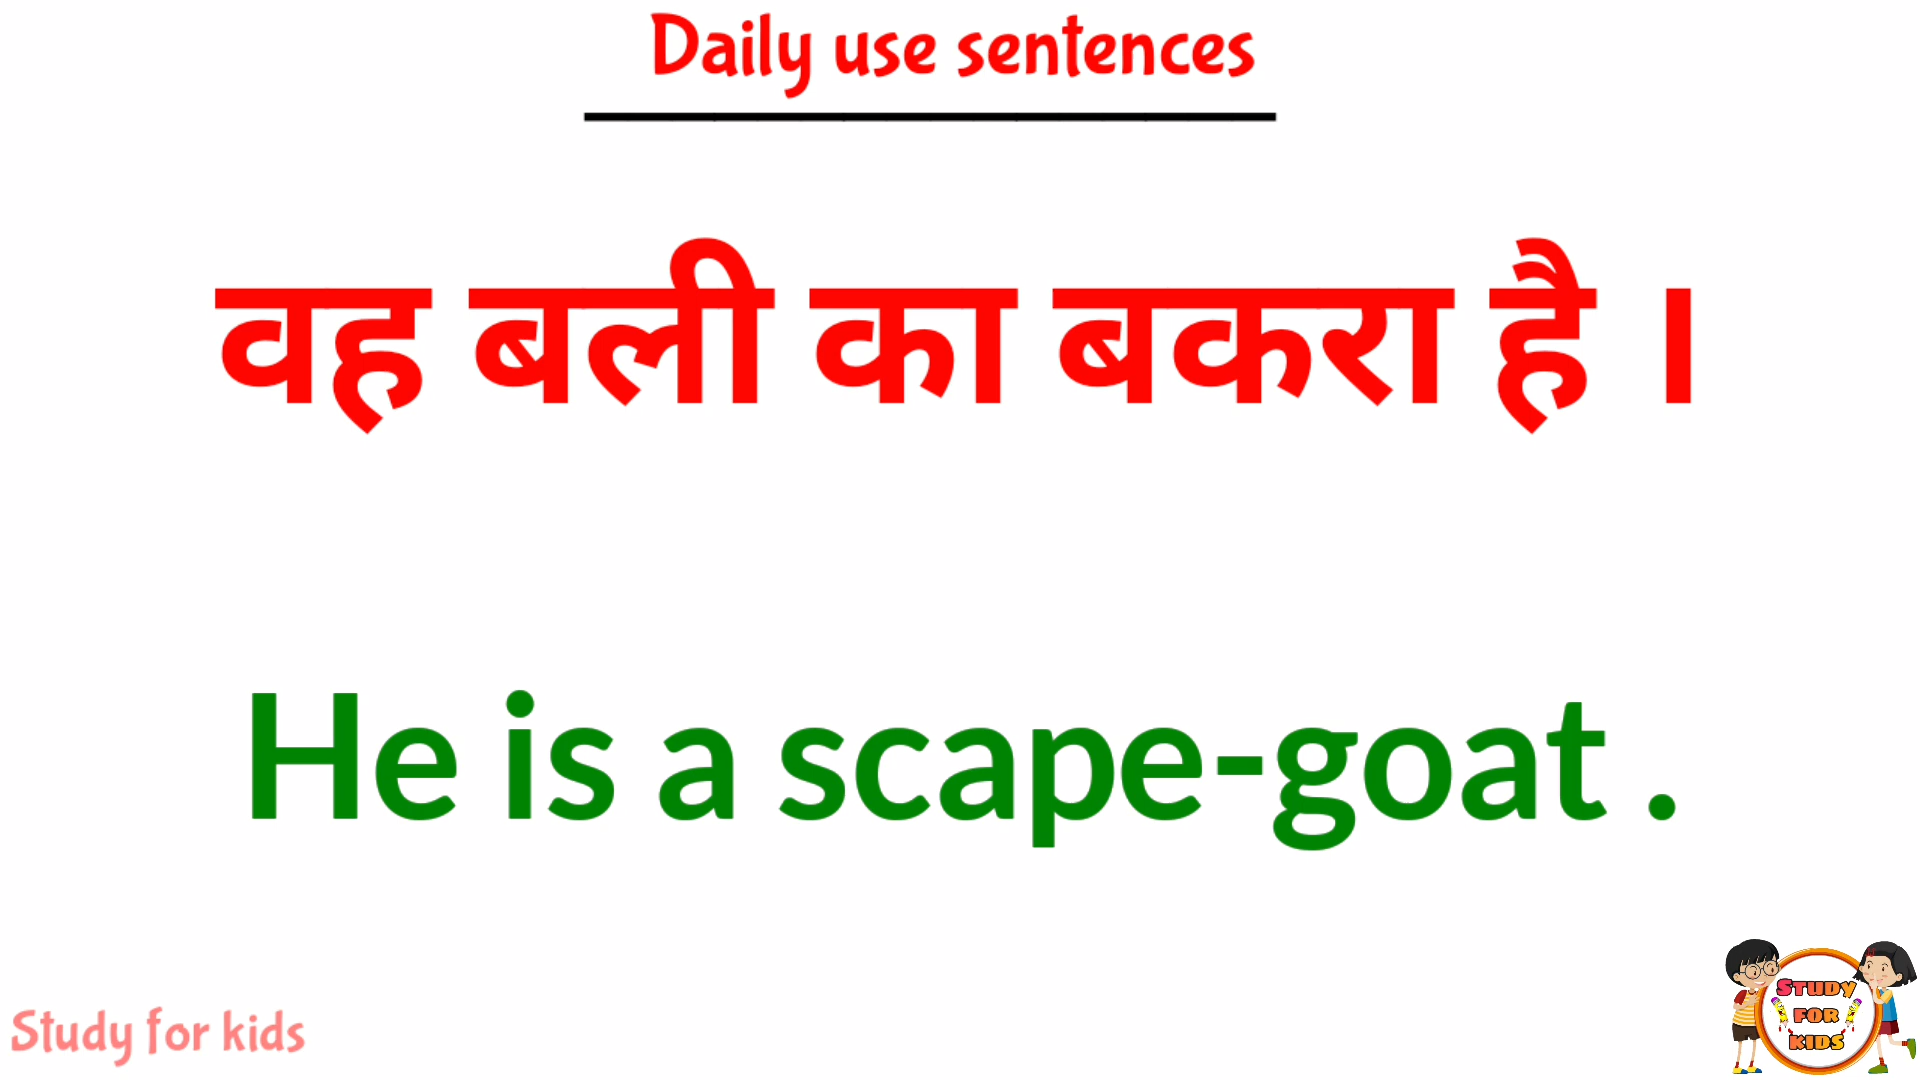 Daily use sentences
वह बली का बकरा है ।
He is a scape-goat .
Study for kids
STUDY
FOR
KIDS